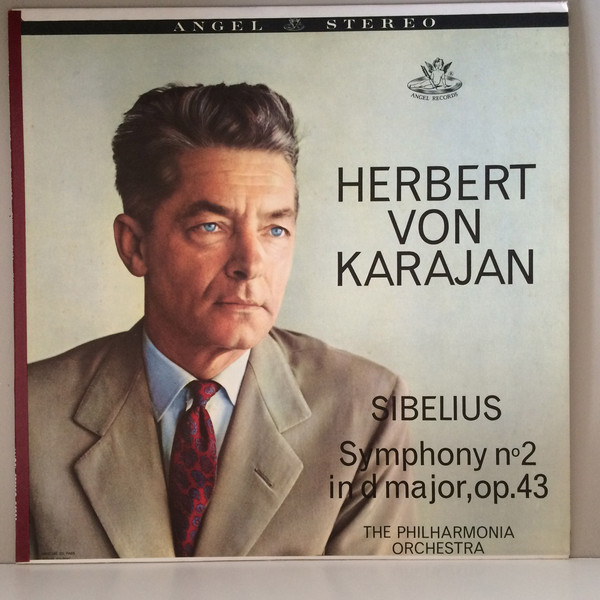 ANGEL STEREO
ANGEL RECORDS
HERBERT
VON
KARAJAN
SIBELIUS
Symphony nº2
in d major,op.43
THE PHILHARMONIA
ORCHESTRA